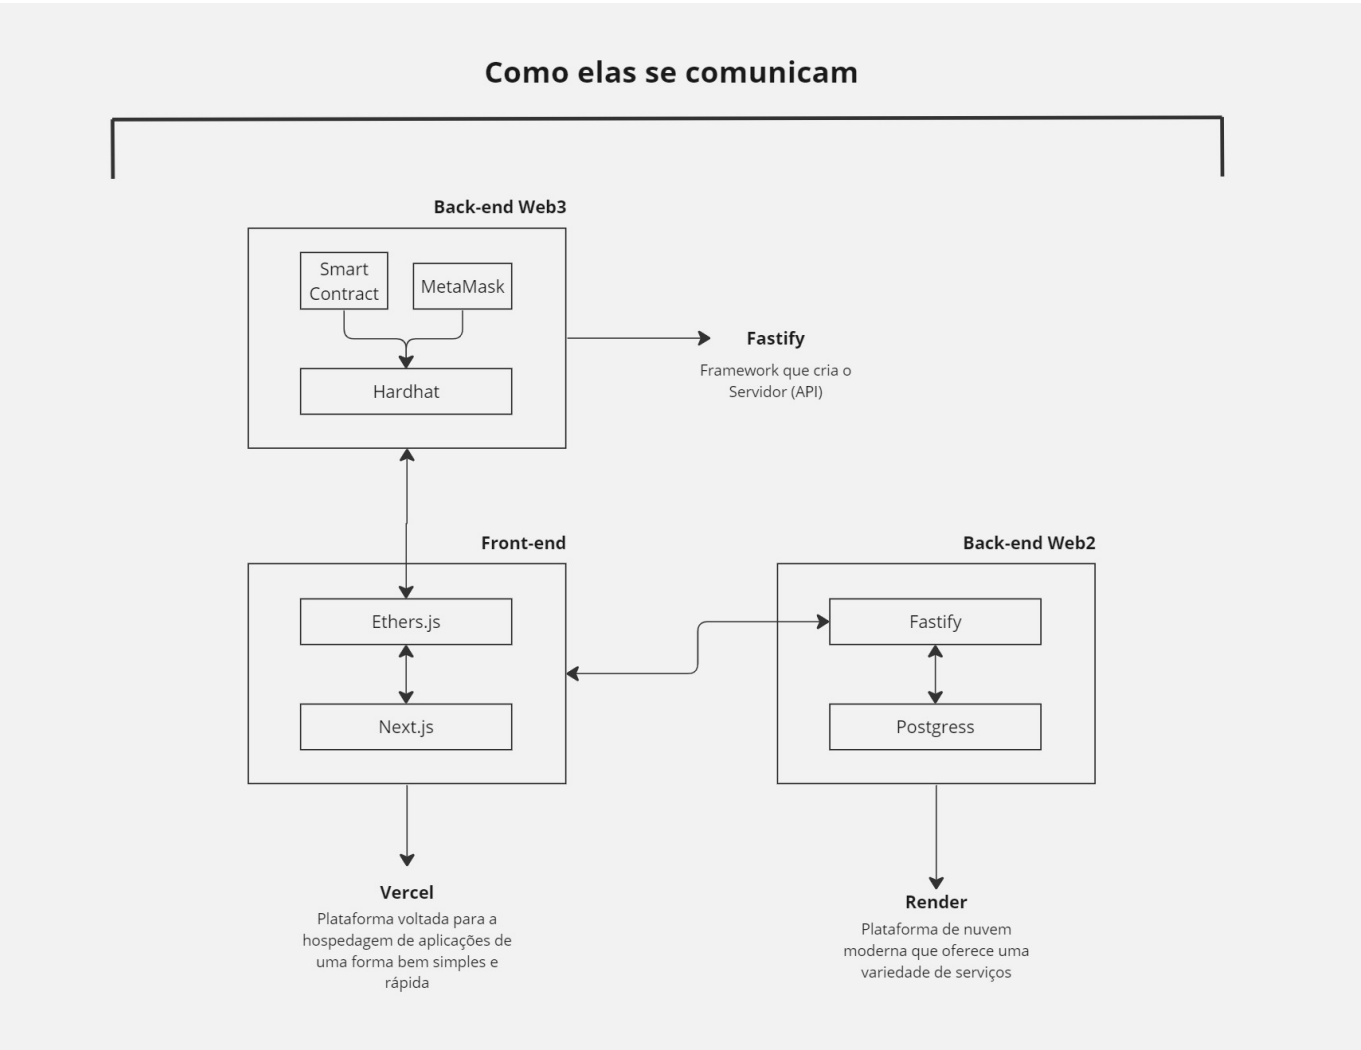 Como elas se comunicam
Back-end Web3
Smart
Contract
MetaMask
Hardhat
Fastify
Framework que cria o
Servidor (API)
Front-end
Ethers.js
Next.js
Back-end Web2
Fastify
Postgress
Vercel
Plataforma voltada para a
hospedagem de aplicações de
uma forma bem simples e
rápida
Render
Plataforma de nuvem
moderna que oferece uma
variedade de serviços